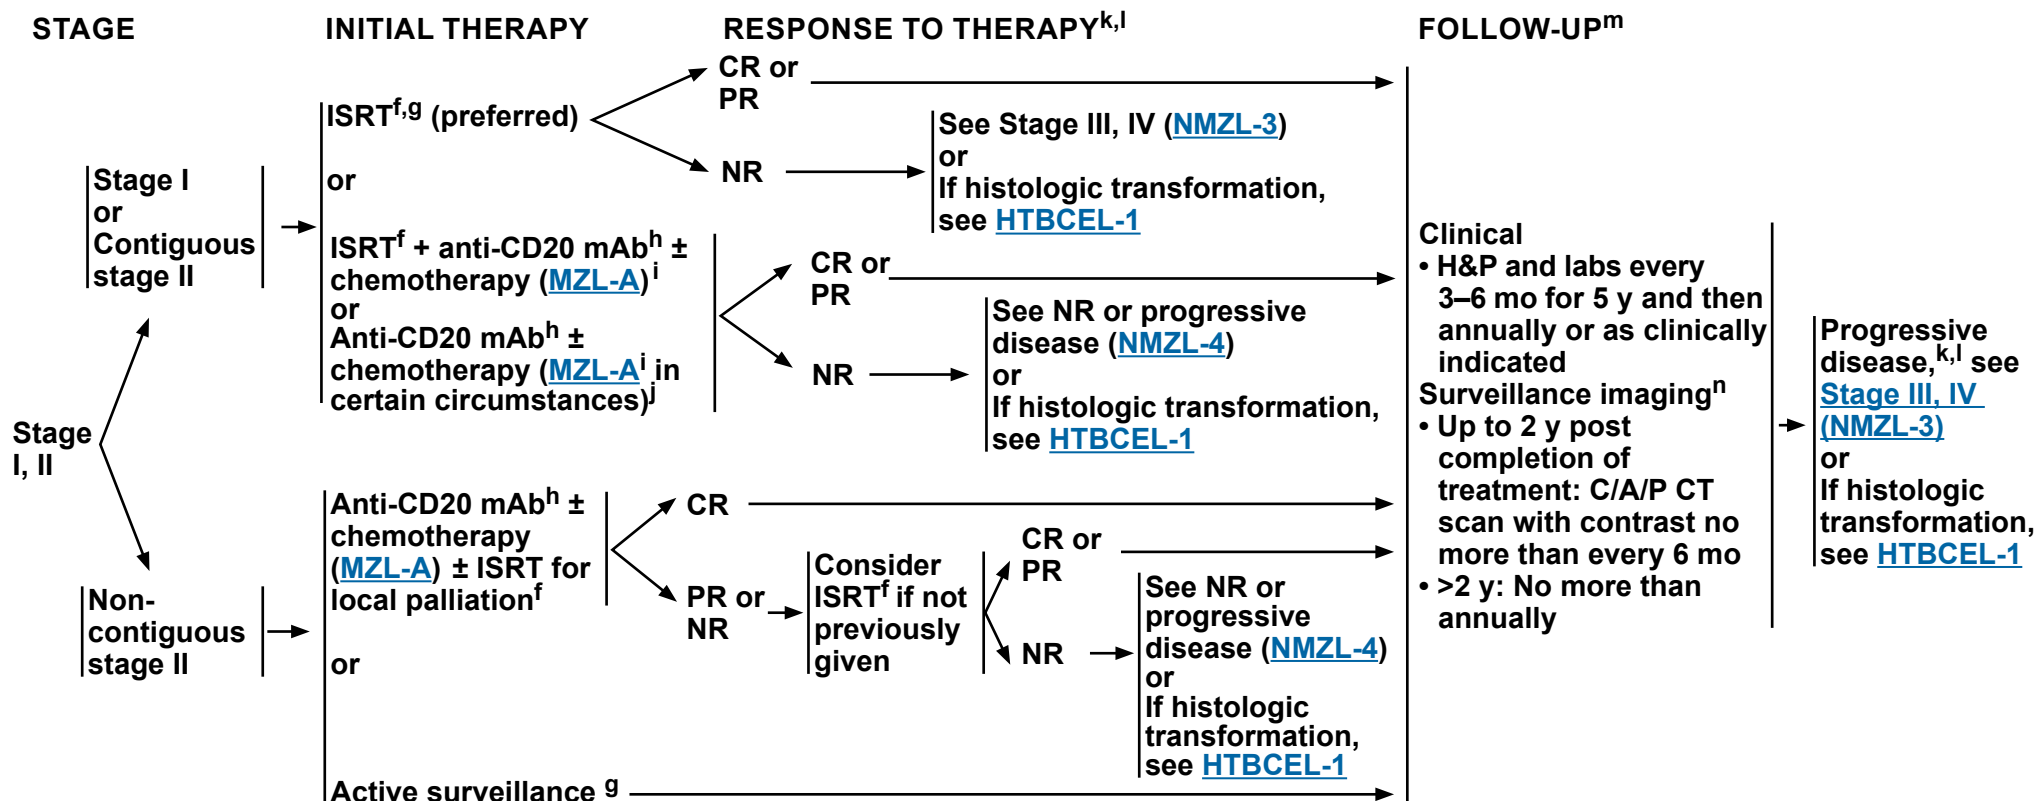 STAGE
INITIAL THERAPY
RESPONSE TO THERAPYk,l
FOLLOW-UPm
Stage
I, II
Stage I
or
Contiguous
stage II
ISRTf,g (preferred)
or
ISRTf + anti-CD20 mAbh ±
chemotherapy (MZL-A)i
or
Anti-CD20 mAbh ±
chemotherapy (MZL-Ai in
certain circumstances)j
CR or
PR
NR
See Stage III, IV (NMZL-3)
or
If histologic transformation,
see HTBCEL-1
CR or
PR
NR
See NR or progressive
disease (NMZL-4)
or
If histologic transformation,
see HTBCEL-1
Non-
contiguous
stage II
Anti-CD20 mAbh ±
chemotherapy
(MZL-A) ± ISRT for
local palliationf
or
Active surveillance g
CR
PR or
NR
Consider
ISRTf if not
previously
given
CR or
PR
NR
See NR or
progressive
disease (NMZL-4)
or
If histologic
transformation,
see HTBCEL-1
Clinical
• H&P and labs every
3–6 mo for 5 y and then
annually or as clinically
indicated
Surveillance imagingn
• Up to 2 y post
completion of
treatment: C/A/P CT
scan with contrast no
more than every 6 mo
• >2 y: No more than
annually
Progressive
disease,k,l see
Stage III, IV
(NMZL-3)
or
If histologic
transformation,
see HTBCEL-1